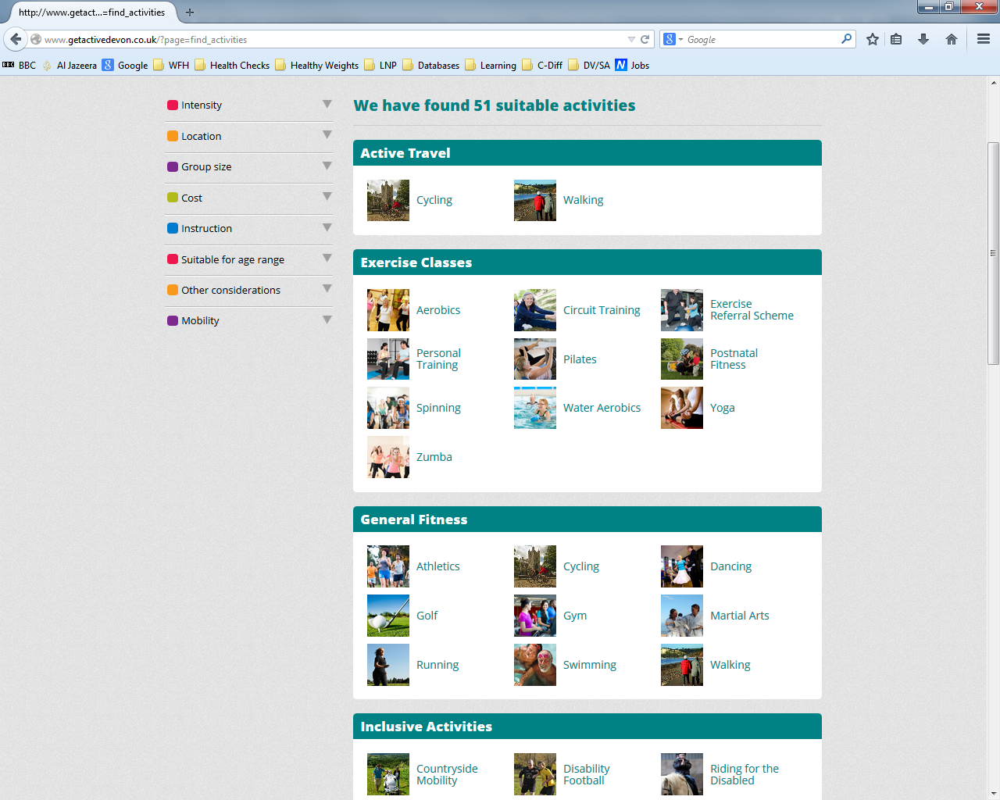 http://www.getact...=find_activities
www.getactivedevon.co.uk/?page=find_activities
Google
BBC
Al Jazeera
Google
WFH
Health Checks
Healthy Weights
LNP
Databases
Learning
C-Diff
DV/SA
Jobs
Intensity
Location
Group size
Cost
Instruction
Suitable for age range
Other considerations
Mobility
We have found 51 suitable activities
Active Travel
Cycling
Walking
Exercise Classes
Aerobics
Circuit Training
Exercise
Referral Scheme
Personal
Training
Pilates
Postnatal
Fitness
Spinning
Water Aerobics
Yoga
Zumba
General Fitness
Athletics
Cycling
Dancing
Golf
Gym
Martial Arts
Running
Swimming
Walking
Inclusive Activities
Countryside
Mobility
Disability
Football
Riding for the
Disabled